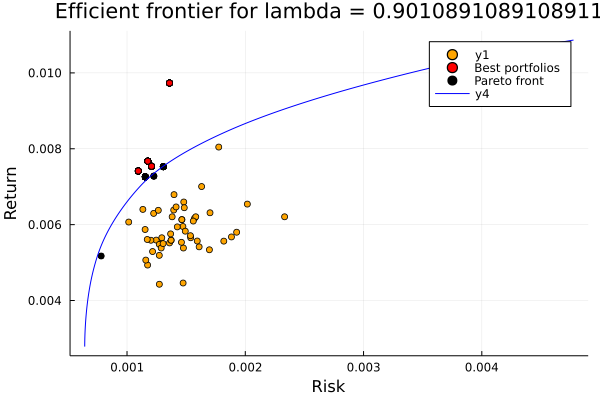 Efficient frontier for lambda = 0.9010891089108911
y1
Best portfolios
Pareto front
y4
0.010
0.008
0.006
0.004
Return
0.001
0.002
0.003
0.004
Risk